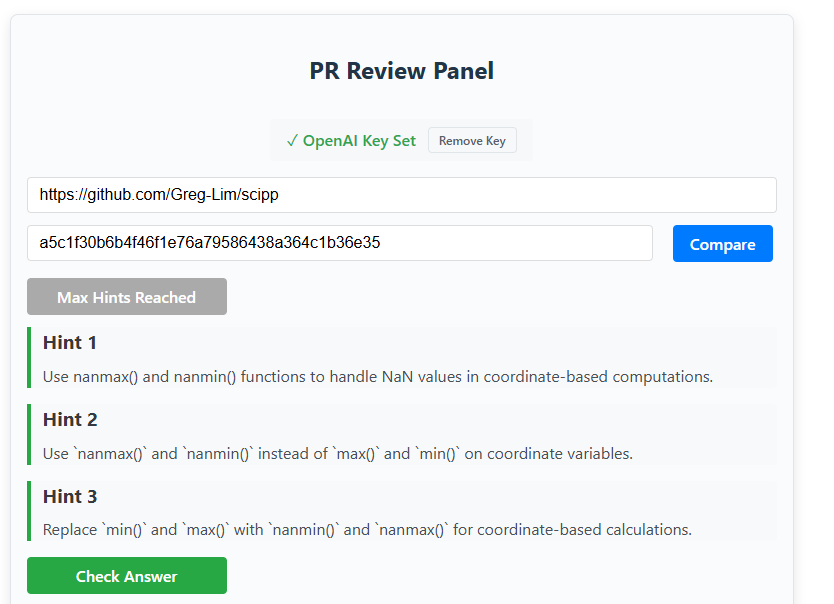 PR Review Panel
✓ OpenAI Key Set Remove Key
https://github.com/Greg-Lim/scipp
a5c1f30b6b4f46f1e76a79586438a364c1b36e35 Compare
Max Hints Reached
Hint 1
Use nanmax() and nanmin() functions to handle NaN values in coordinate-based computations.
Hint 2
Use `nanmax()` and `nanmin()` instead of `max()` and `min()` on coordinate variables.
Hint 3
Replace `min()` and `max()` with `nanmin()` and `nanmax()` for coordinate-based calculations.
Check Answer